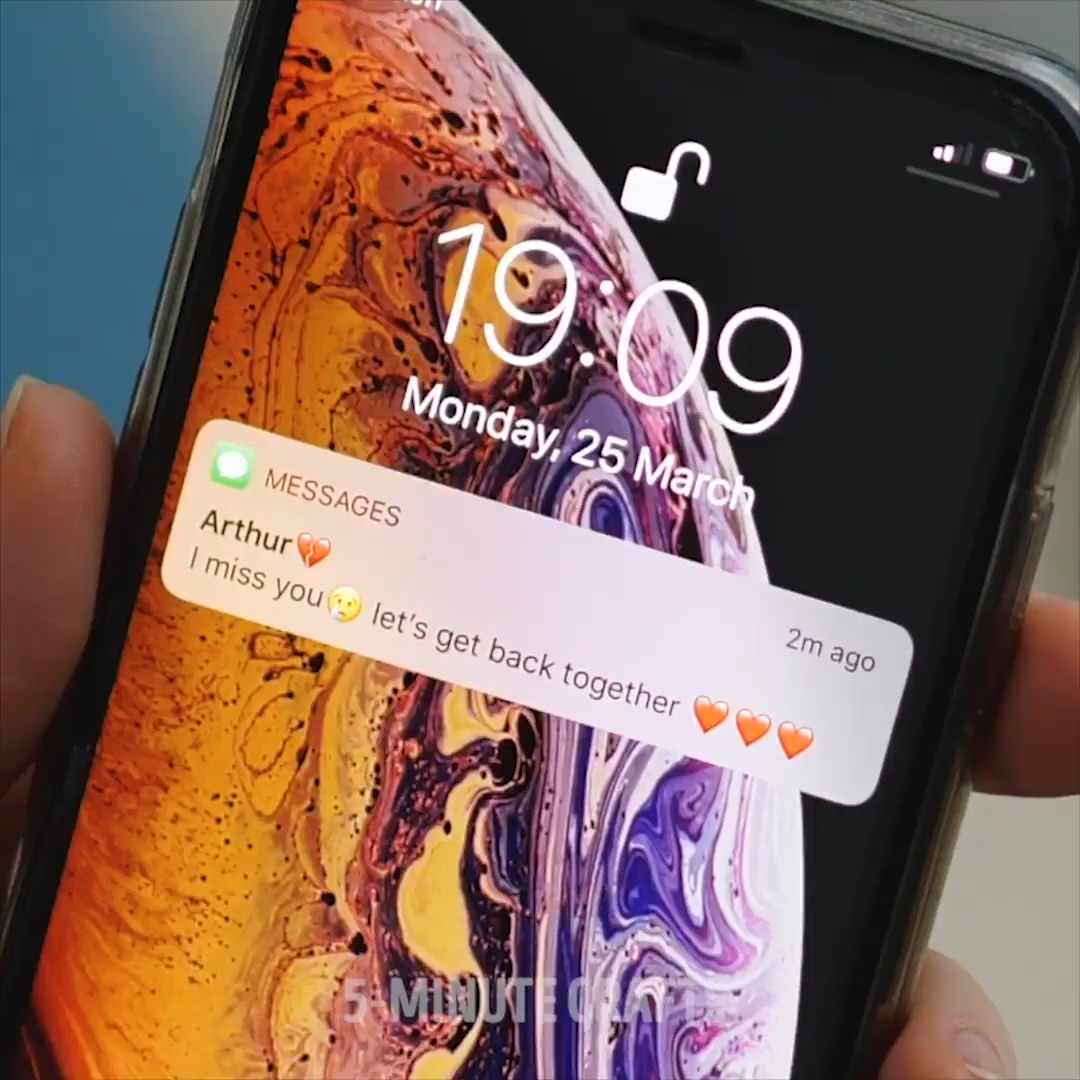 19:09
Monday, 25 March
MESSAGES
Arthur💔
2m ago
I miss you😢 let's get back together ❤️❤️❤️
5-MINUTE CRAFTS